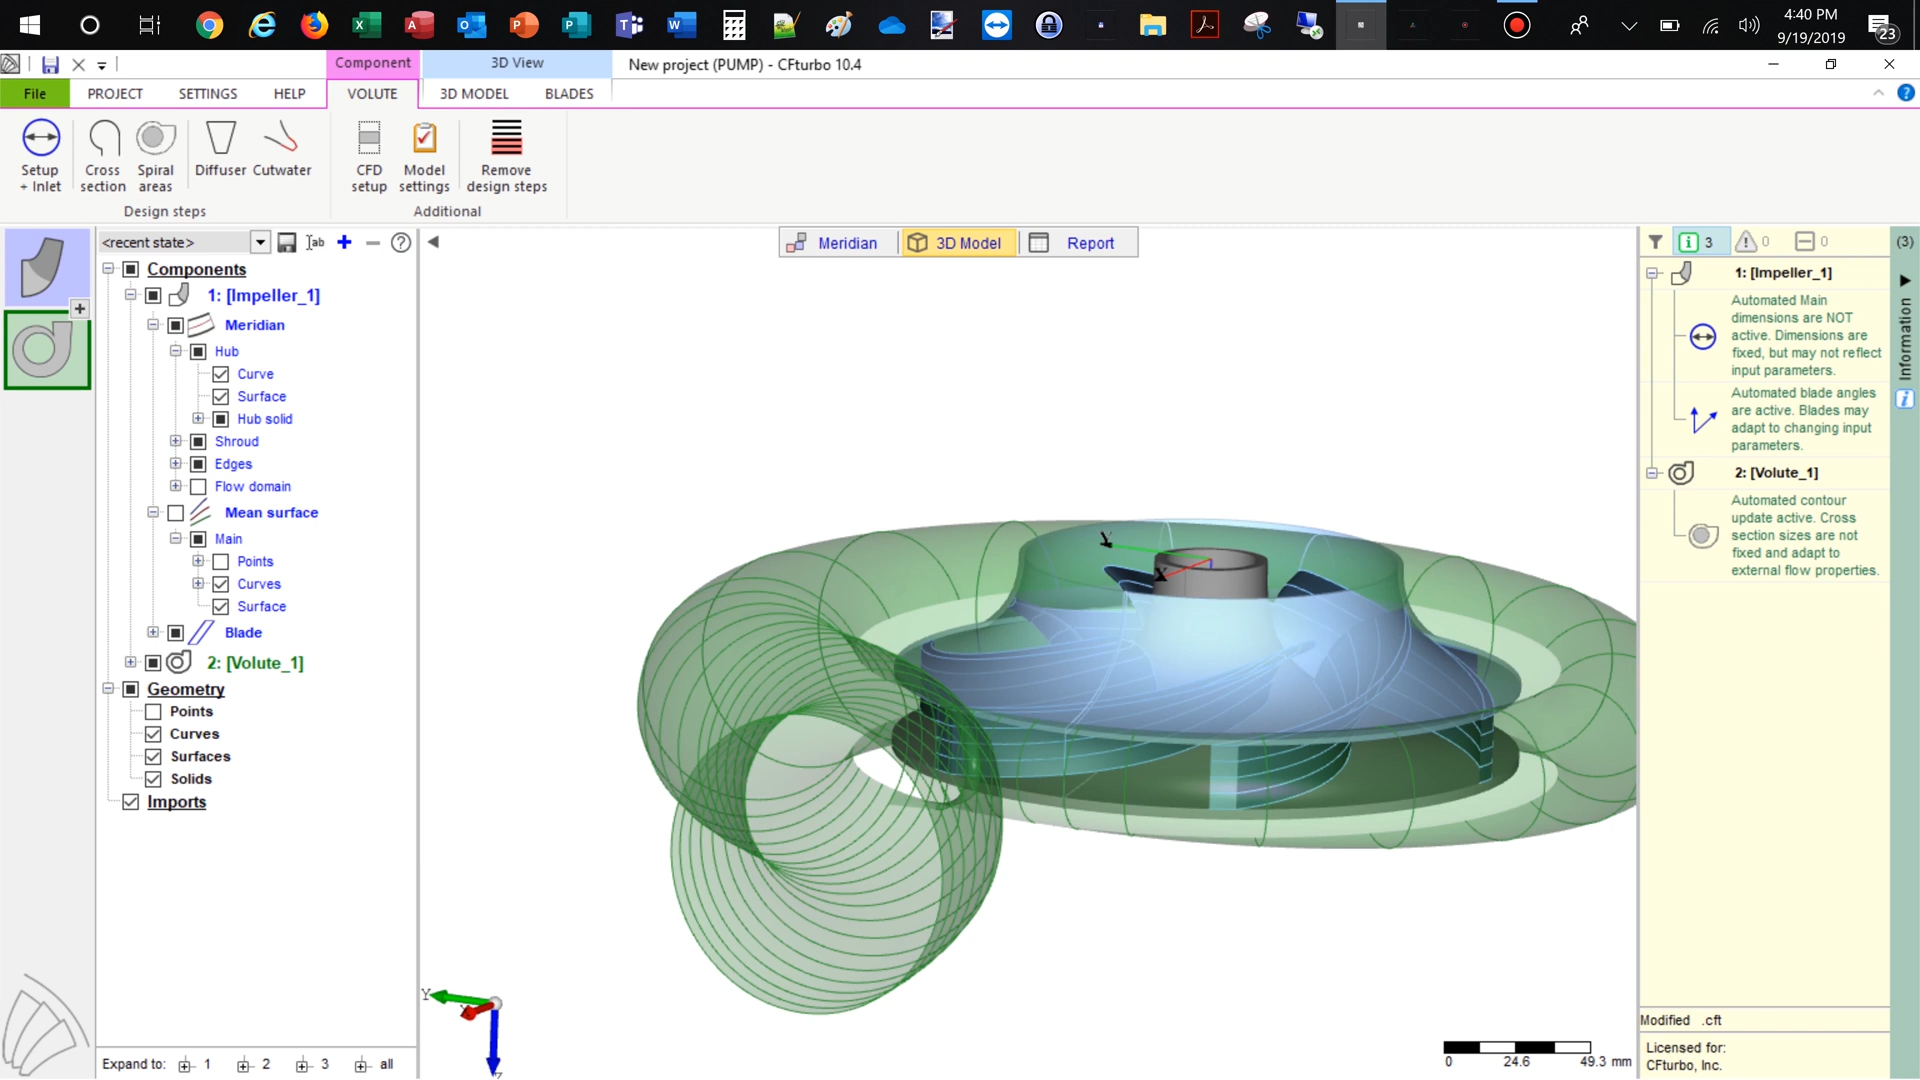 4:40 PM
9/19/2019
23
Component
3D View
New project (PUMP) - CFturbo 10.4
File
PROJECT
SETTINGS
HELP
VOLUTE
3D MODEL
BLADES
Setup
+ Inlet
Cross
section
Spiral
areas
Diffuser
Cutwater
CFD
setup
Model
settings
Remove
design steps
Design steps
Additional
<recent state>
Meridian
3D Model
Report
3
0
0
(3)
Components
1: [Impeller_1]
Meridian
Hub
Curve
Surface
Hub solid
Shroud
Edges
Flow domain
Mean surface
Main
Points
Curves
Surface
Blade
2: [Volute_1]
Geometry
Points
Curves
Surfaces
Solids
Imports
Expand to:
1
2
3
all
Y
X
Y
X
Z
0
24.6
49.3 mm
1: [Impeller_1]
Automated Main
dimensions are NOT
active. Dimensions are
fixed, but may not reflect
input parameters.
Automated blade angles
are active. Blades may
adapt to changing input
parameters.
2: [Volute_1]
Automated contour
update active. Cross
section sizes are not
fixed and adapt to
external flow properties.
Information
Modified .cft
Licensed for:
CFturbo, Inc.